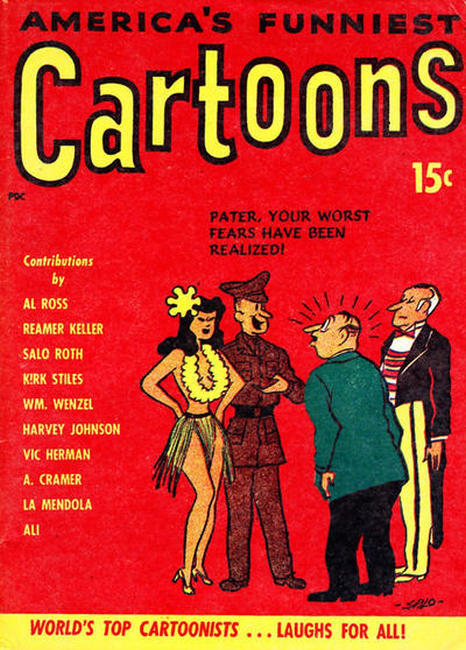 AMERICA'S FUNNIEST
Cartoons
15c
PDC
PATER, YOUR WORST
FEARS HAVE BEEN
REALIZED!
Contributions
by
AL ROSS
REAMER KELLER
SALO ROTH
KIRK STILES
WM. WENZEL
HARVEY JOHNSON
VIC HERMAN
A. CRAMER
LA MENDOLA
ALI
-SALO-
WORLD'S TOP CARTOONISTS ... LAUGHS FOR ALL!